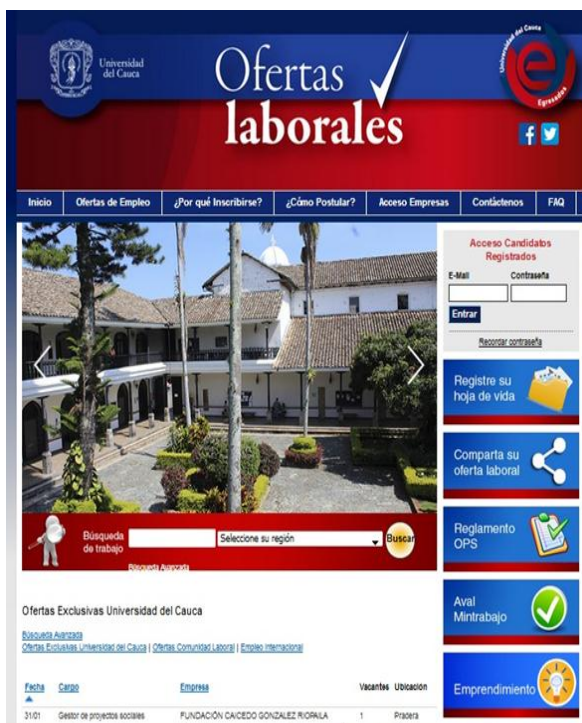 Universidad
del Cauca
Ofertas
laborales
Universidad del Cauca
Egresados
Inicio
Ofertas de Empleo
¿Por qué Inscribirse?
¿Cómo Postular?
Acceso Empresas
Contáctenos
FAQ
Acceso Candidatos
Registrados
E-Mail
Contraseña
Entrar
Recordar contraseña
Registre su
hoja de vida
Comparta su
oferta laboral
Reglamento
OPS
Aval
Mintrabajo
Emprendimiento
Búsqueda
de trabajo
Seleccione su región
Buscar
Búsqueda Avanzada
Ofertas Exclusivas Universidad del Cauca
Búsqueda Avanzada
Ofertas Exclusivas Universidad del Cauca | Ofertas Comunidad Laboral | Empleo Internacional
Fecha Cargo Empresa Vacantes Ubicación
31/01 Gestor de proyectos sociales FUNDACIÓN CAICEDO GONZALEZ RIOPAILA 1 Pradera